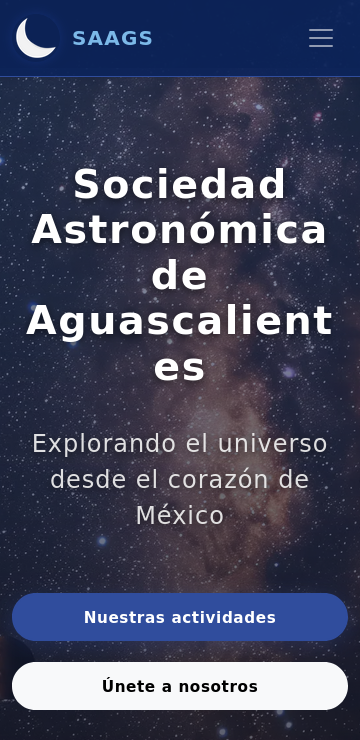 SAAGS
Sociedad
Astronómica
de
Aguascalient
es
Explorando el universo
desde el corazón de
México
Nuestras actividades
Únete a nosotros